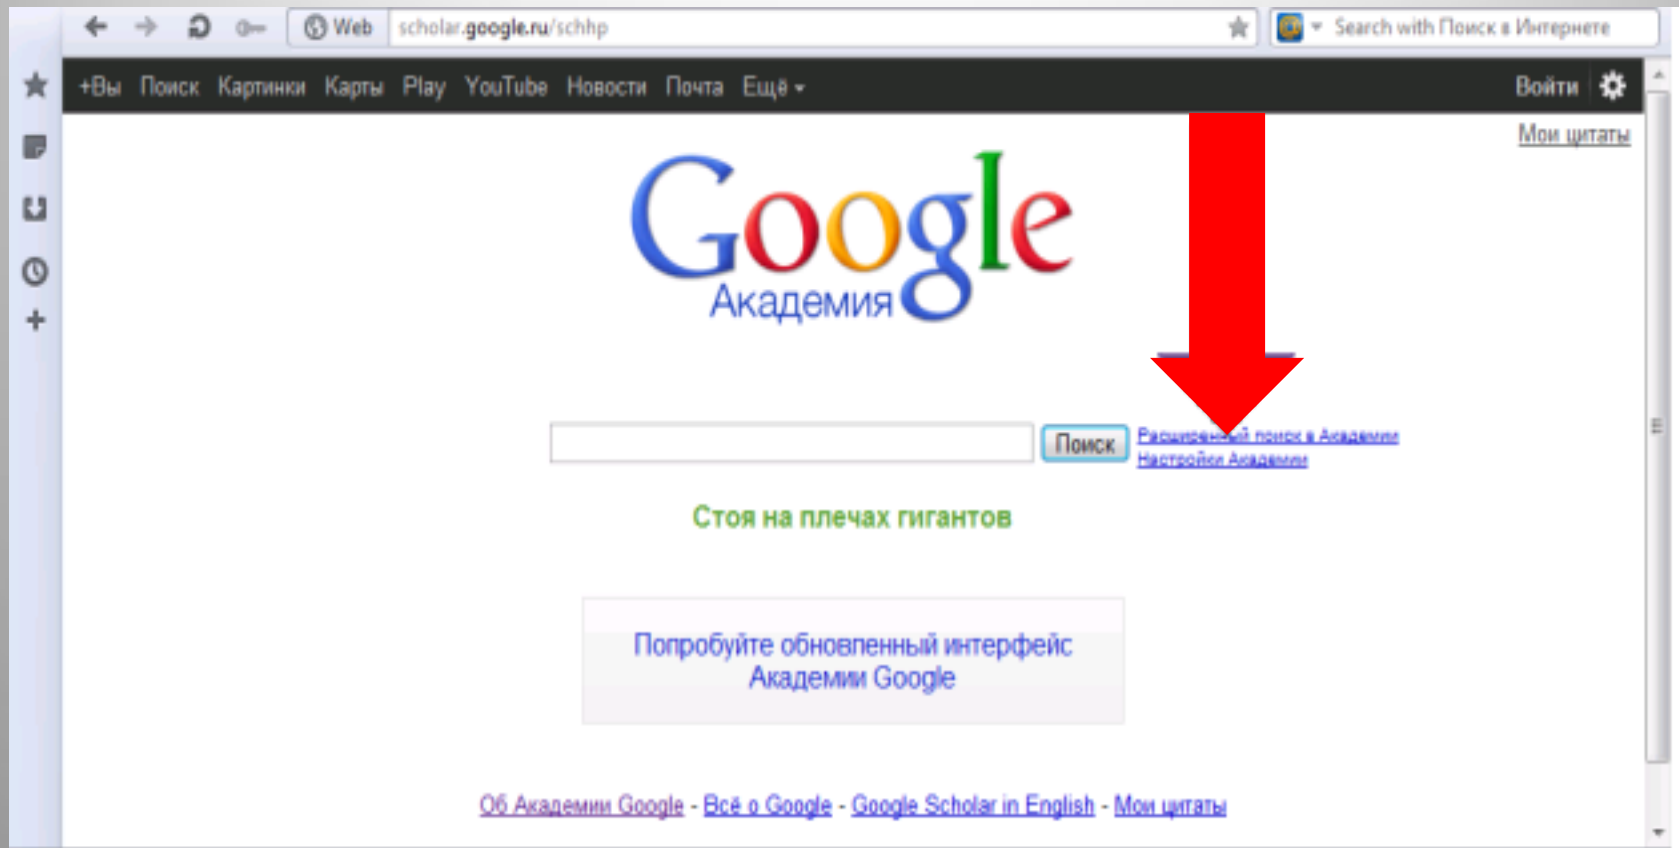 Web scholar.google.ru/schhp Search with Поиск в Интернете
+Вы Поиск Картинки Карты Play YouTube Новости Почта Ещё Войти
Мои цитаты
Google
Академия
Поиск Расширенный поиск в Академии
Настройки Академии
Стоя на плечах гигантов
Попробуйте обновленный интерфейс
Академии Google
Об Академии Google - Всё о Google - Google Scholar in English - Мои цитаты